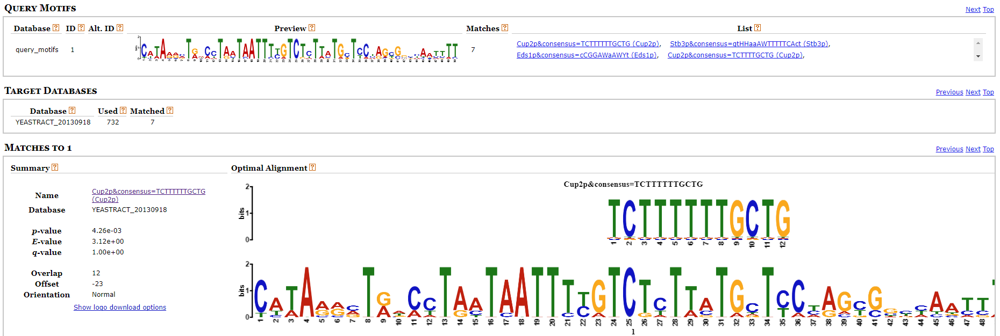 QUERY MOTIFS
Next Top
Database ? ID ? Alt. ID ? Preview ? Matches ? List ?
query_motifs 1 7 Cup2p&consensus=TCTTTTTTGCTG (Cup2p), Stb3p&consensus=gtHHaaAWTTTTTCAct (Stb3p),
Eds1p&consensus=cCGGAWaAWYt (Eds1p), Cup2p&consensus=TCTTTTGCTG (Cup2p),
TARGET DATABASES
Previous Next Top
Database ? Used ? Matched ?
YEASTRACT_20130918 732 7
MATCHES TO 1
Previous Next Top
Summary ? Optimal Alignment ?
Name Cup2p&consensus=TCTTTTTTGCTG
(Cup2p)
Database YEASTRACT_20130918
p-value 4.26e-03
E-value 3.12e+00
q-value 1.00e+00
Overlap 12
Offset -23
Orientation Normal
Show logo download options
Cup2p&consensus=TCTTTTTTGCTG
2
bits 1
0
TCTTTTTTGCTG
1 2 3 4 5 6 7 8 9 10 11 12
2
bits 1
0
1 2 3 4 5 6 7 8 9 10 11 12 13 14 15 16 17 18 19 20 21 22 23 24 25 26 27 28 29 30 31 32 33 34 35 36 37 38 39 40 41 42 43 44 45 46 47 48
1